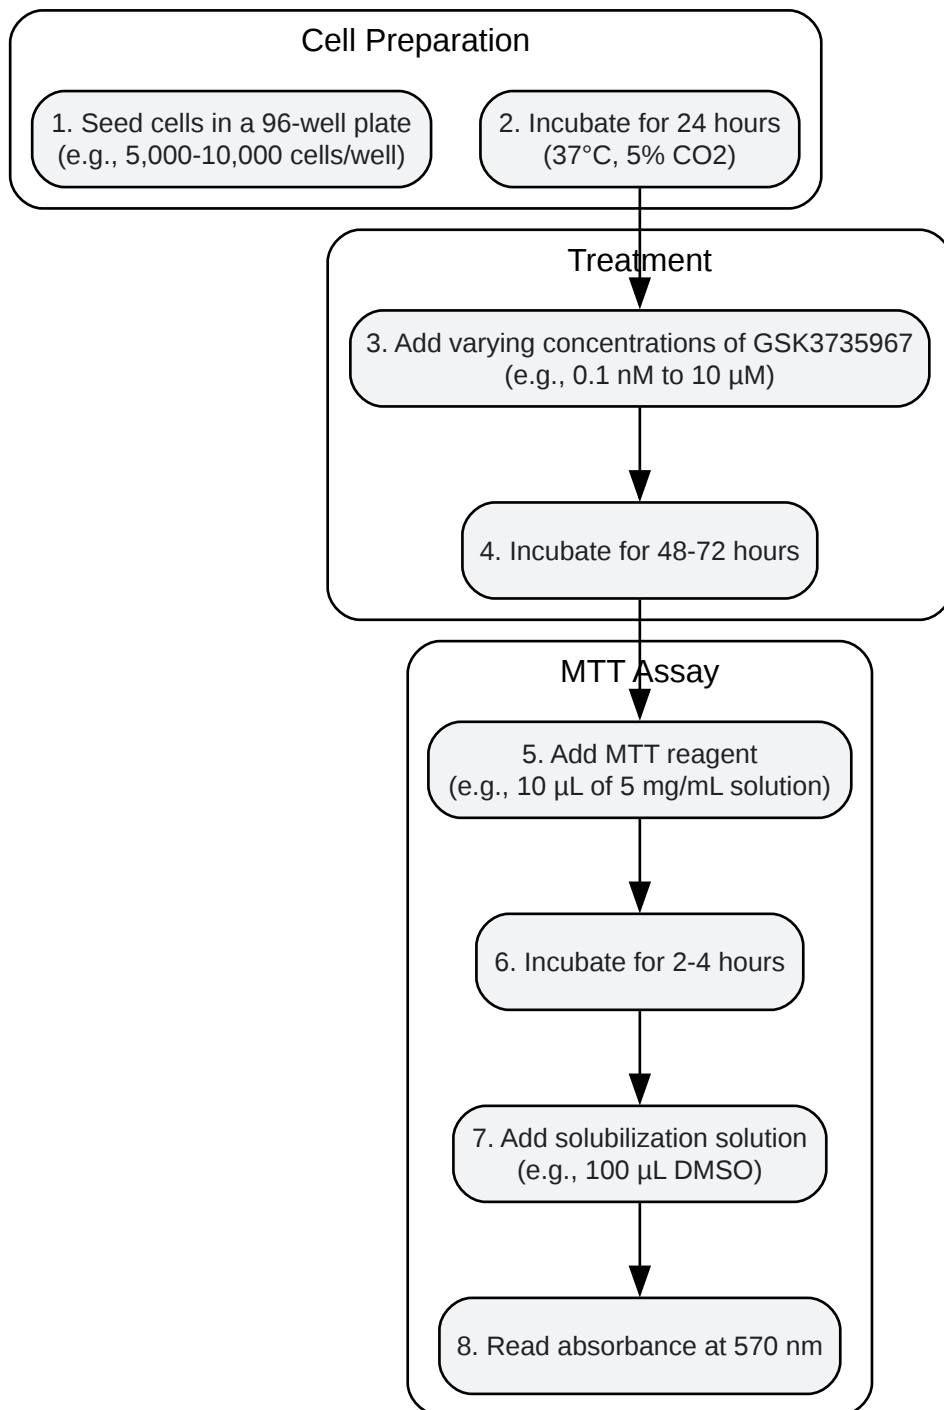 Cell Preparation
1. Seed cells in a 96-well plate
(e.g., 5,000-10,000 cells/well)
2. Incubate for 24 hours
(37°C, 5% CO2)
Treatment
3. Add varying concentrations of GSK3735967
(e.g., 0.1 nM to 10 µM)
4. Incubate for 48-72 hours
MTT Assay
5. Add MTT reagent
(e.g., 10 µL of 5 mg/mL solution)
6. Incubate for 2-4 hours
7. Add solubilization solution
(e.g., 100 µL DMSO)
8. Read absorbance at 570 nm